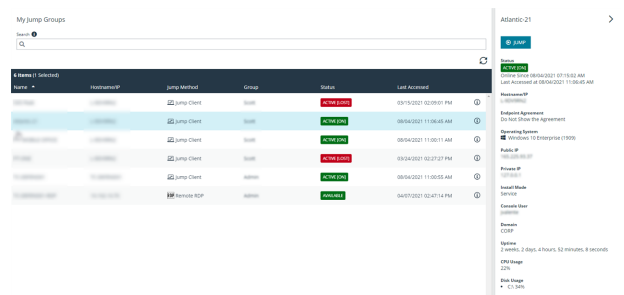 My Jump Groups
Search
6 Items (1 Selected)
Name Hostname/IP Jump Method Group Status Last Accessed
Jump Client ACTIVE [LOST] 03/15/2021 02:09:01 PM
Jump Client ACTIVE [ON] 08/04/2021 11:06:45 AM
Jump Client ACTIVE [ON] 08/04/2021 11:00:11 AM
Jump Client ACTIVE [LOST] 03/24/2021 02:27:27 PM
Jump Client ACTIVE [ON] 08/04/2021 11:00:55 AM
RDP Remote RDP AVAILABLE 04/07/2021 02:47:14 PM
Atlantic-21
JUMP
Status
ACTIVE [ON]
Online Since 08/04/2021 07:15:02 AM
Last Accessed at 08/04/2021 11:06:45 AM
Hostname/IP
Endpoint Agreement
Do Not Show the Agreement
Operating System
Windows 10 Enterprise (1909)
Public IP
Private IP
Install Mode
Service
Console User
Domain
CORP
Uptime
2 weeks, 2 days, 4 hours, 52 minutes, 8 seconds
CPU Usage
22%
Disk Usage
• C:\ 34%